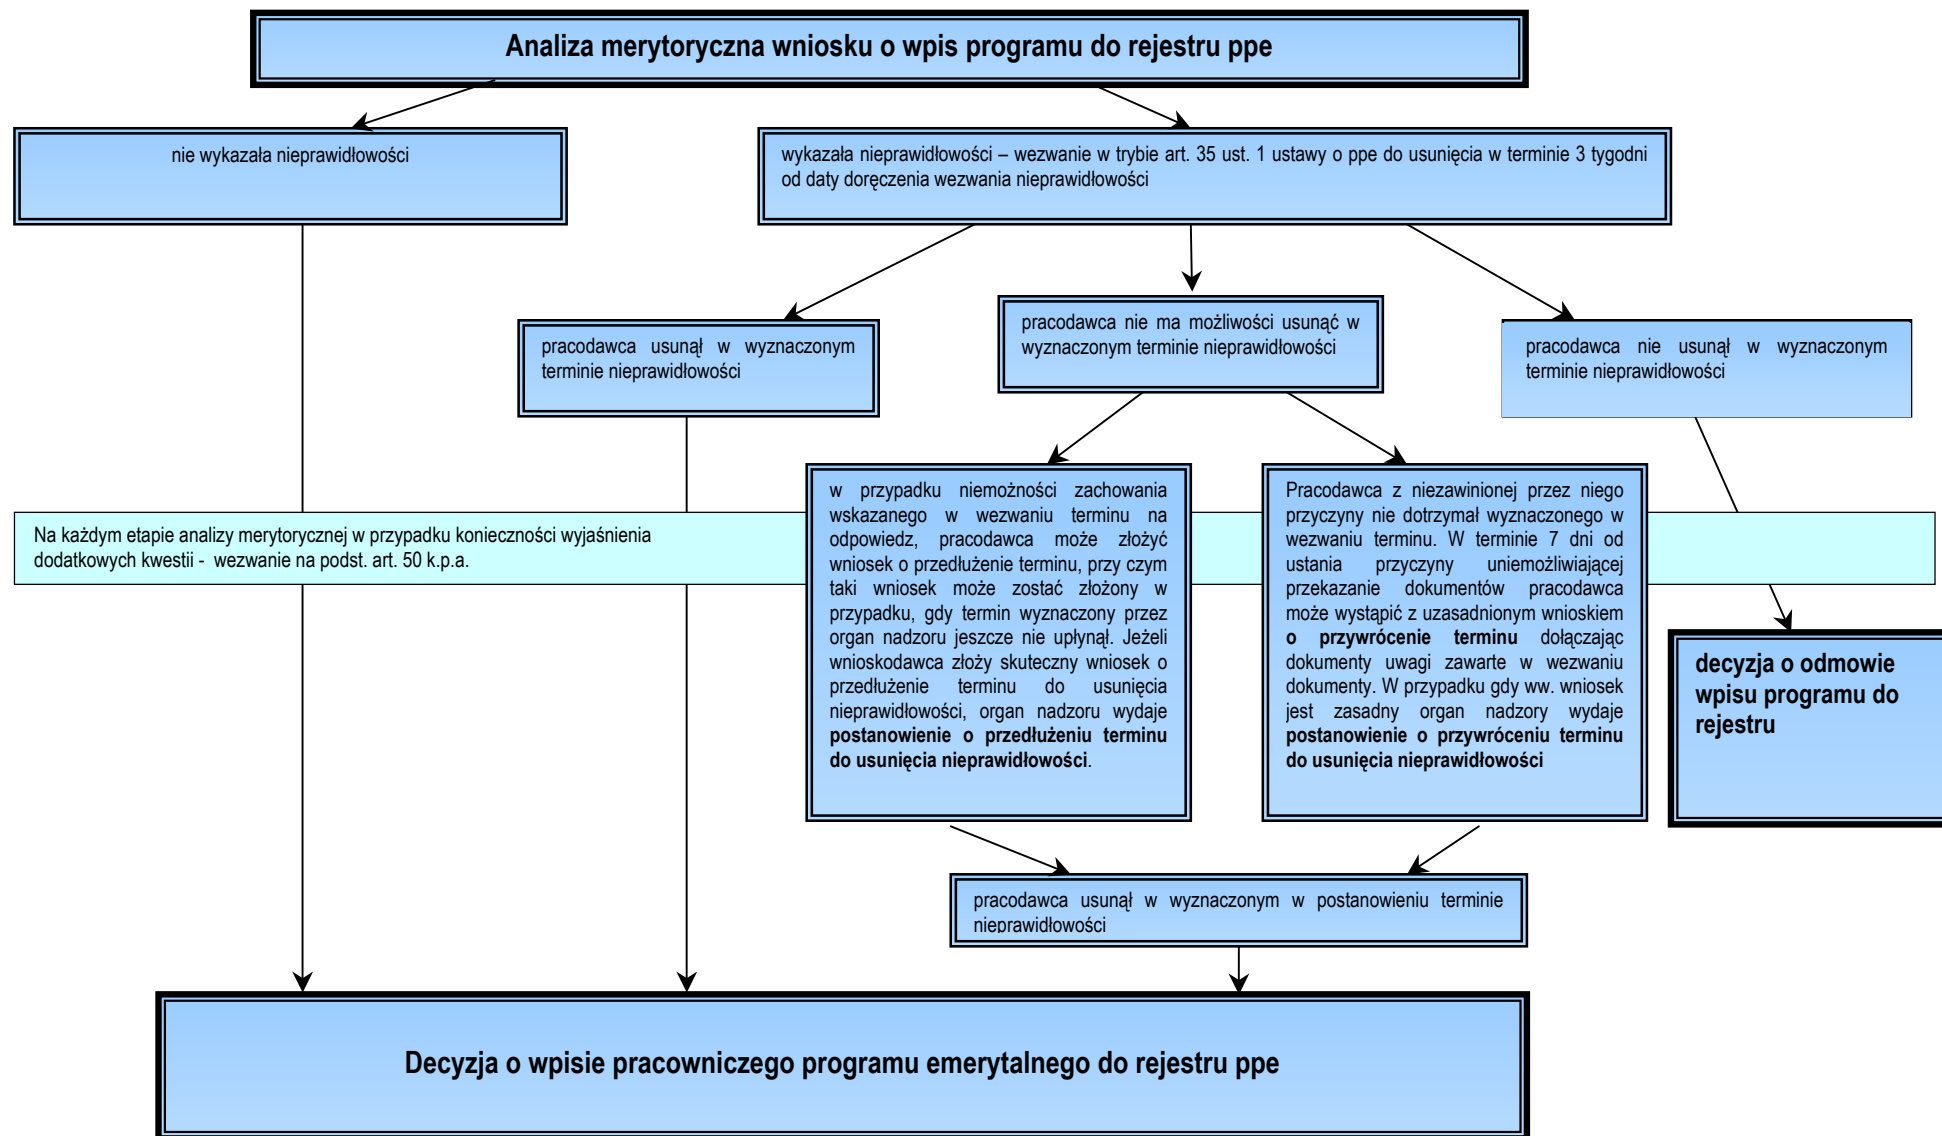 Analiza merytoryczna wniosku o wpis programu do rejestru ppe
nie wykazała nieprawidłowości
wykazała nieprawidłowości – wezwanie w trybie art. 35 ust. 1 ustawy o ppe do usunięcia w terminie 3 tygodni
od daty doręczenia wezwania nieprawidłowości
pracodawca usunął w wyznaczonym
terminie nieprawidłowości
pracodawca nie ma możliwości usunąć w
wyznaczonym terminie nieprawidłowości
pracodawca nie usunął w wyznaczonym
terminie nieprawidłowości
Na każdym etapie analizy merytorycznej w przypadku konieczności wyjaśnienia
dodatkowych kwestii - wezwanie na podst. art. 50 k.p.a.
w przypadku niemożności zachowania
wskazanego w wezwaniu terminu na
odpowiedz, pracodawca może złożyć
wniosek o przedłużenie terminu, przy czym
taki wniosek może zostać złożony w
przypadku, gdy termin wyznaczony przez
organ nadzoru jeszcze nie upłynął. Jeżeli
wnioskodawca złoży skuteczny wniosek o
przedłużenie terminu do usunięcia
nieprawidłowości, organ nadzoru wydaje
postanowienie o przedłużeniu terminu
do usunięcia nieprawidłowości.
Pracodawca z niezawinionej przez niego
przyczyny nie dotrzymał wyznaczonego w
wezwaniu terminu. W terminie 7 dni od
ustania przyczyny uniemożliwiającej
przekazanie dokumentów pracodawca
może wystąpić z uzasadnionym wnioskiem
o przywrócenie terminu dołączając
dokumenty uwagi zawarte w wezwaniu
dokumenty. W przypadku gdy ww. wniosek
jest zasadny organ nadzory wydaje
postanowienie o przywróceniu terminu
do usunięcia nieprawidłowości
decyzja o odmowie
wpisu programu do
rejestru
pracodawca usunął w wyznaczonym w postanowieniu terminie
nieprawidłowości
Decyzja o wpisie pracowniczego programu emerytalnego do rejestru ppe